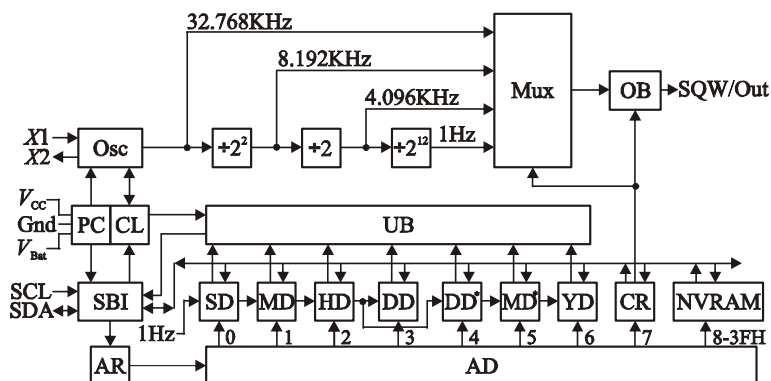 32.768KHz
8.192KHz
4.096KHz
1Hz
Mux
OB
SQW/Out
X1
X2
Osc
÷2²
÷2
÷2¹²
VCC
Gnd
VBat
PC
CL
UB
SCL
SDA
SBI
SD
MD
HD
DD
DD*
MD*
YD
CR
NVRAM
1Hz
0
1
2
3
4
5
6
7
8-3FH
AR
AD